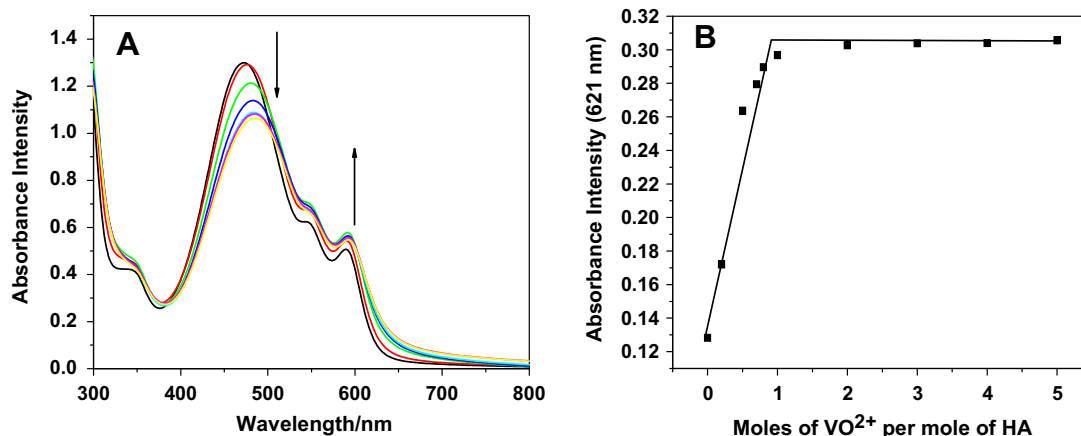 A
1.4
1.2
1.0
0.8
0.6
0.4
0.2
0.0
300 400 500 600 700 800
Wavelength/nm
Absorbance Intensity
B
0.32
0.30
0.28
0.26
0.24
0.22
0.20
0.18
0.16
0.14
0.12
0 1 2 3 4 5
Moles of VO²⁺ per mole of HA
Absorbance Intensity (621 nm)